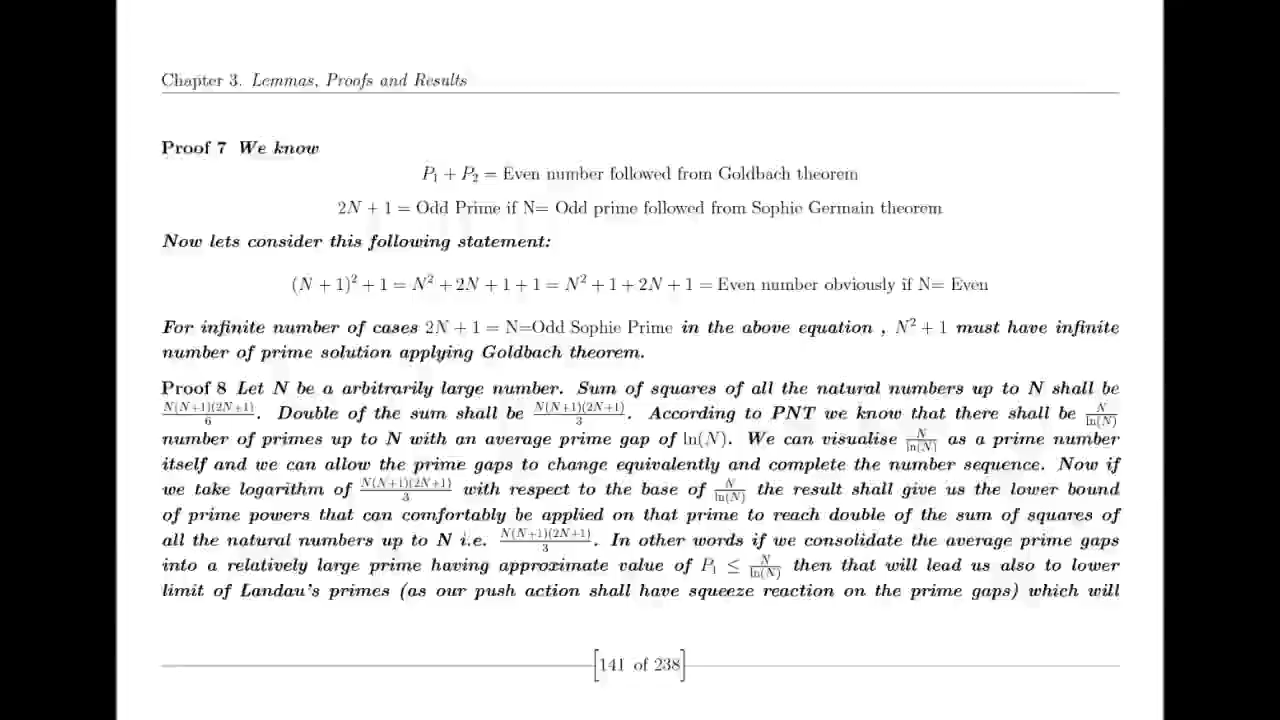 Chapter 3. Lemmas, Proofs and Results
Proof 7 We know
P₁ + P₂ = Even number followed from Goldbach theorem
2N + 1 = Odd Prime if N= Odd prime followed from Sophie Germain theorem
Now lets consider this following statement:
(N + 1)² + 1 = N² + 2N + 1 + 1 = N² + 1 + 2N + 1 = Even number obviously if N= Even
For infinite number of cases 2N + 1 = N=Odd Sophie Prime in the above equation , N² + 1 must have infinite
number of prime solution applying Goldbach theorem.
Proof 8 Let N be a arbitrarily large number. Sum of squares of all the natural numbers up to N shall be
N(N+1)(2N+1)/6. Double of the sum shall be N(N+1)(2N+1)/3. According to PNT we know that there shall be N/ln(N)
number of primes up to N with an average prime gap of ln(N). We can visualise N/ln(N) as a prime number
itself and we can allow the prime gaps to change equivalently and complete the number sequence. Now if
we take logarithm of N(N+1)(2N+1)/3 with respect to the base of N/ln(N) the result shall give us the lower bound
of prime powers that can comfortably be applied on that prime to reach double of the sum of squares of
all the natural numbers up to N i.e. N(N+1)(2N+1)/3. In other words if we consolidate the average prime gaps
into a relatively large prime having approximate value of P₁ ≤ N/ln(N) then that will lead us also to lower
limit of Landau's primes (as our push action shall have squeeze reaction on the prime gaps) which will
[141 of 238]